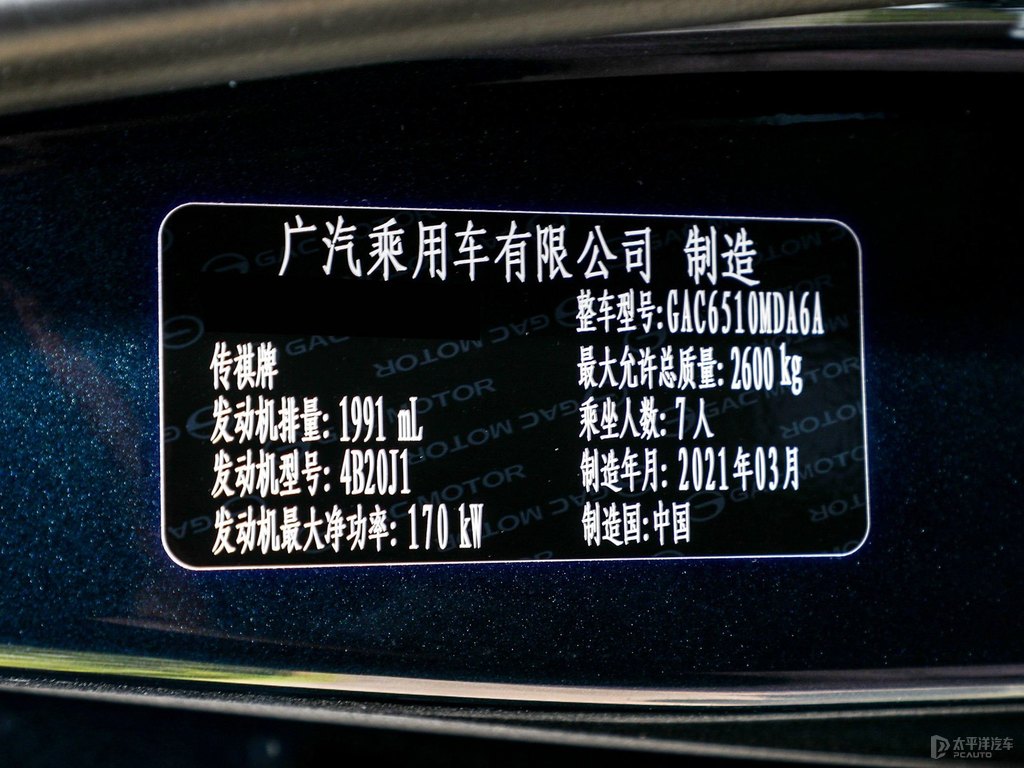 广汽乘用车有限公司 制造
整车型号:GAC6510MDA6A
传祺牌
最大允许总质量: 2600 kg
发动机排量: 1991 mL
乘坐人数: 7人
发动机型号: 4B20J1
制造年月: 2021年03月
发动机最大净功率: 170 kW
制造国:中国
GAC MOTOR
太平洋汽车
PCAUTO